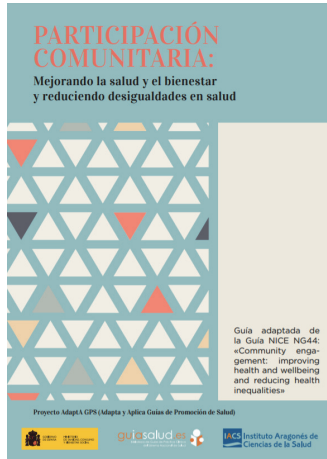 PARTICIPACIÓN
COMUNITARIA:
Mejorando la salud y el bienestar
y reduciendo desigualdades en salud
Guía adaptada de
la Guía NICE NG44:
«Community enga-
gement: improving
health and wellbeing
and reducing health
inequalities»
Proyecto AdaptA GPS (Adapta y Aplica Guías de Promoción de Salud)
guíasalud.es
IACS Instituto Aragonés de
Ciencias de la Salud